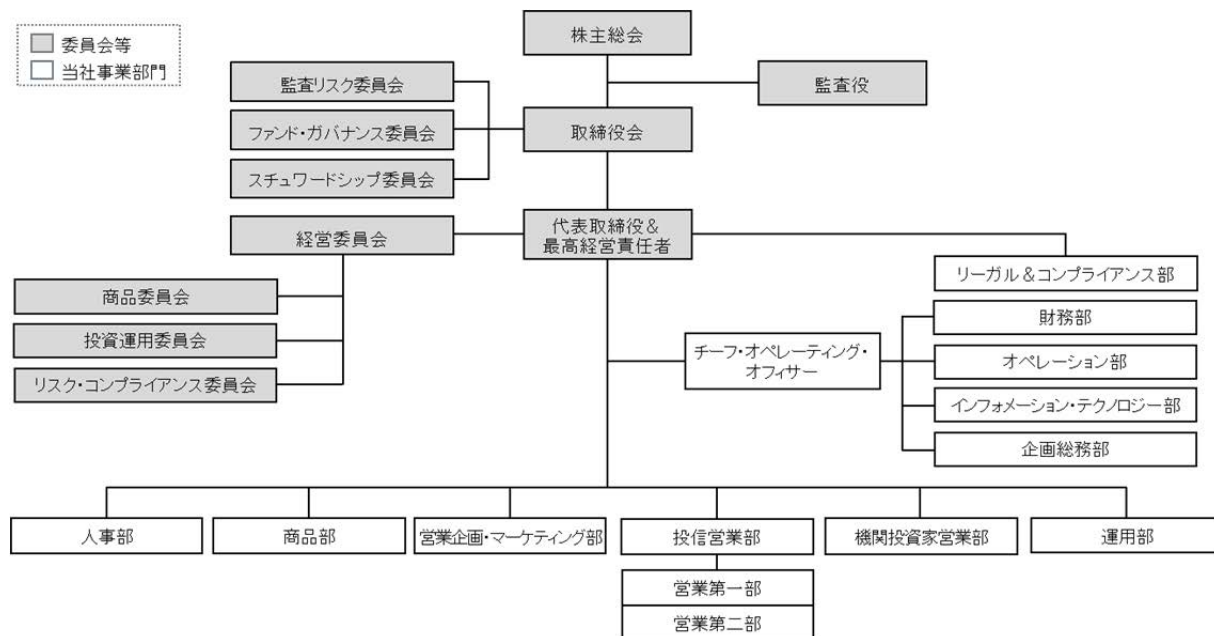 委員会等
当社事業部門
株主総会
監査役
監査リスク委員会
ファンド・ガバナンス委員会
取締役会
スチュワードシップ委員会
経営委員会
代表取締役&
最高経営責任者
リーガル&コンプライアンス部
商品委員会
投資運用委員会
リスク・コンプライアンス委員会
チーフ・オペレーティング・
オフィサー
財務部
オペレーション部
インフォメーション・テクノロジー部
企画総務部
人事部
商品部
営業企画・マーケティング部
投信営業部
機関投資家営業部
運用部
営業第一部
営業第二部